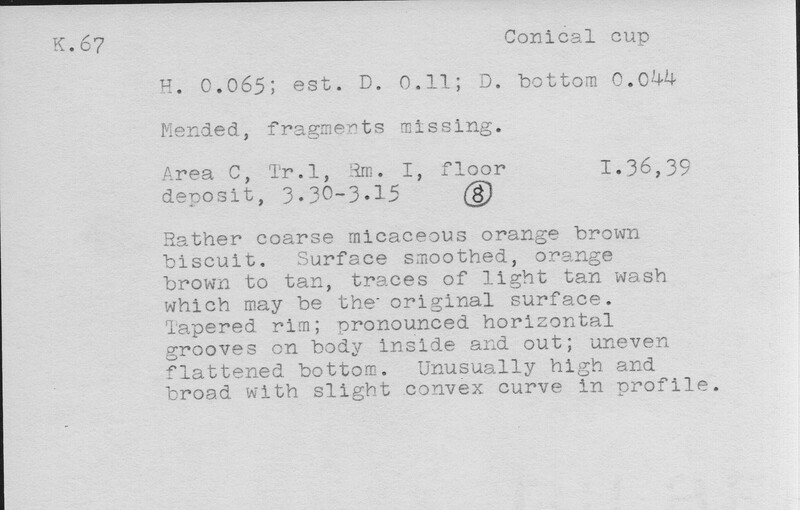 K.67
Conical cup
H. 0.065; est. D. 0.11; D. bottom 0.044
Mended, fragments missing.
Area C, Tr.1, Rm. I, floor I.36,39
deposit, 3.30-3.15 8
Rather coarse micaceous orange brown
biscuit. Surface smoothed, orange
brown to tan, traces of light tan wash
which may be the original surface.
Tapered rim; pronounced horizontal
grooves on body inside and out; uneven
flattened bottom. Unusually high and
broad with slight convex curve in profile.